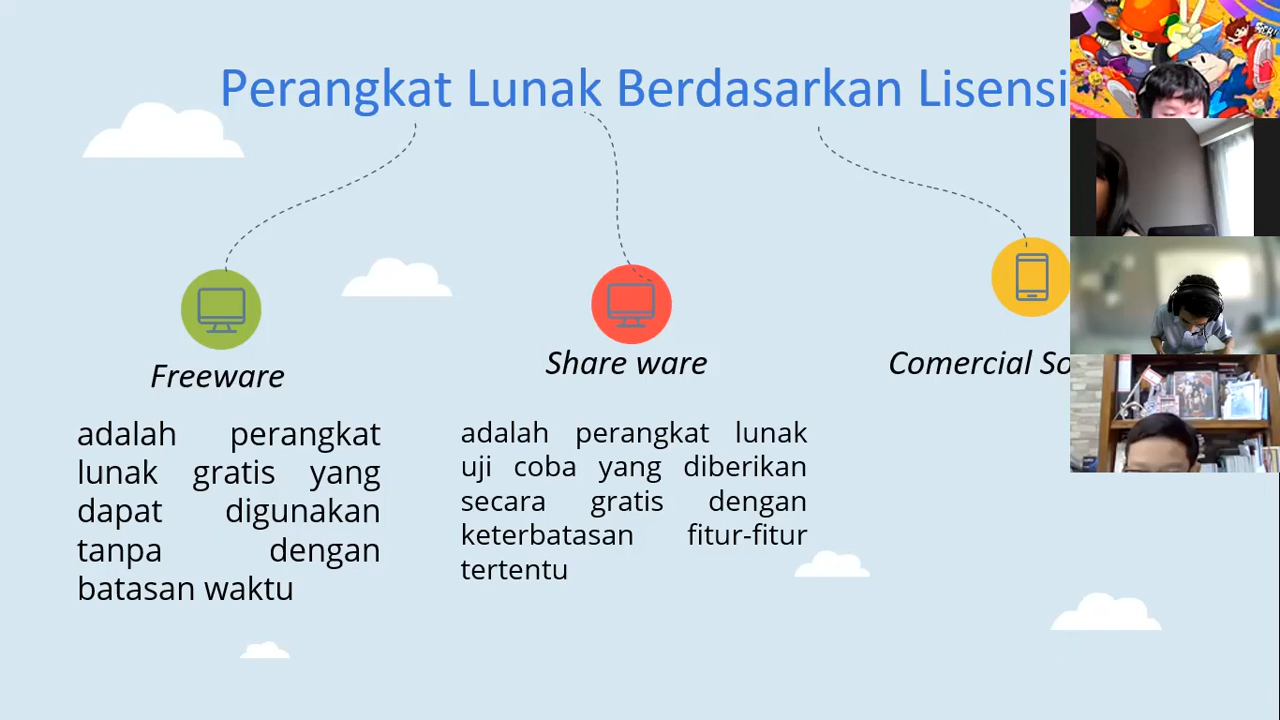 Perangkat Lunak Berdasarkan Lisensi
Freeware
adalah perangkat
lunak gratis yang
dapat digunakan
tanpa dengan
batasan waktu
Share ware
adalah perangkat lunak
uji coba yang diberikan
secara gratis dengan
keterbatasan fitur-fitur
tertentu
Comercial So